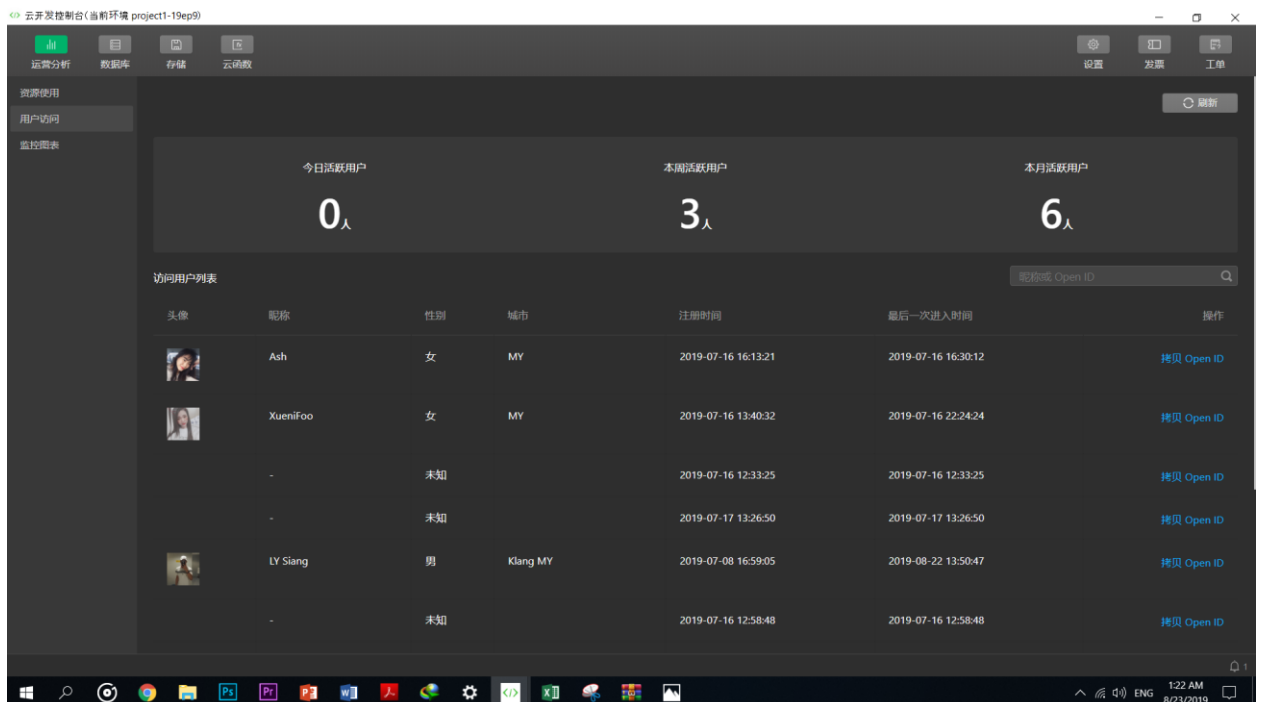 云开发控制台(当前环境 project1-19ep9)
运营分析 数据库 存储 云函数 设置 发票 工单
资源使用
用户访问
监控图表
刷新
今日活跃用户 本周活跃用户 本月活跃用户
0人 3人 6人
访问用户列表 昵称或 Open ID
头像 昵称 性别 城市 注册时间 最后一次进入时间 操作
Ash 女 MY 2019-07-16 16:13:21 2019-07-16 16:30:12 拷贝 Open ID
XueniFoo 女 MY 2019-07-16 13:40:32 2019-07-16 22:24:24 拷贝 Open ID
- 未知 2019-07-16 12:33:25 2019-07-16 12:33:25 拷贝 Open ID
- 未知 2019-07-17 13:26:50 2019-07-17 13:26:50 拷贝 Open ID
LY Siang 男 Klang MY 2019-07-08 16:59:05 2019-08-22 13:50:47 拷贝 Open ID
- 未知 2019-07-16 12:58:48 2019-07-16 12:58:48 拷贝 Open ID
1
Ps Pr ENG 1:22 AM
8/23/2019